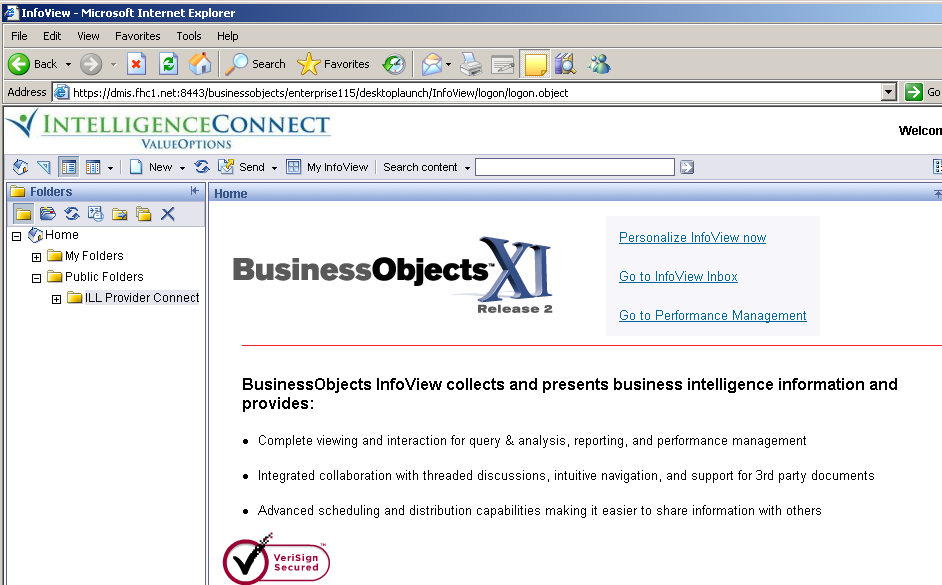 InfoView - Microsoft Internet Explorer
File Edit View Favorites Tools Help
Back Search Favorites
Address https://dmis.fhc1.net:8443/businessobjects/enterprise115/desktoplaunch/InfoView/logon/logon.object Go
INTELLIGENCECONNECT
VALUEOPTIONS
Welcom
New Send My InfoView Search content
Folders
Home
My Folders
Public Folders
ILL Provider Connect
Home
BusinessObjects™ XI
Release 2
Personalize InfoView now
Go to InfoView Inbox
Go to Performance Management
BusinessObjects InfoView collects and presents business intelligence information and
provides:
• Complete viewing and interaction for query & analysis, reporting, and performance management
• Integrated collaboration with threaded discussions, intuitive navigation, and support for 3rd party documents
• Advanced scheduling and distribution capabilities making it easier to share information with others
VeriSign™
Secured